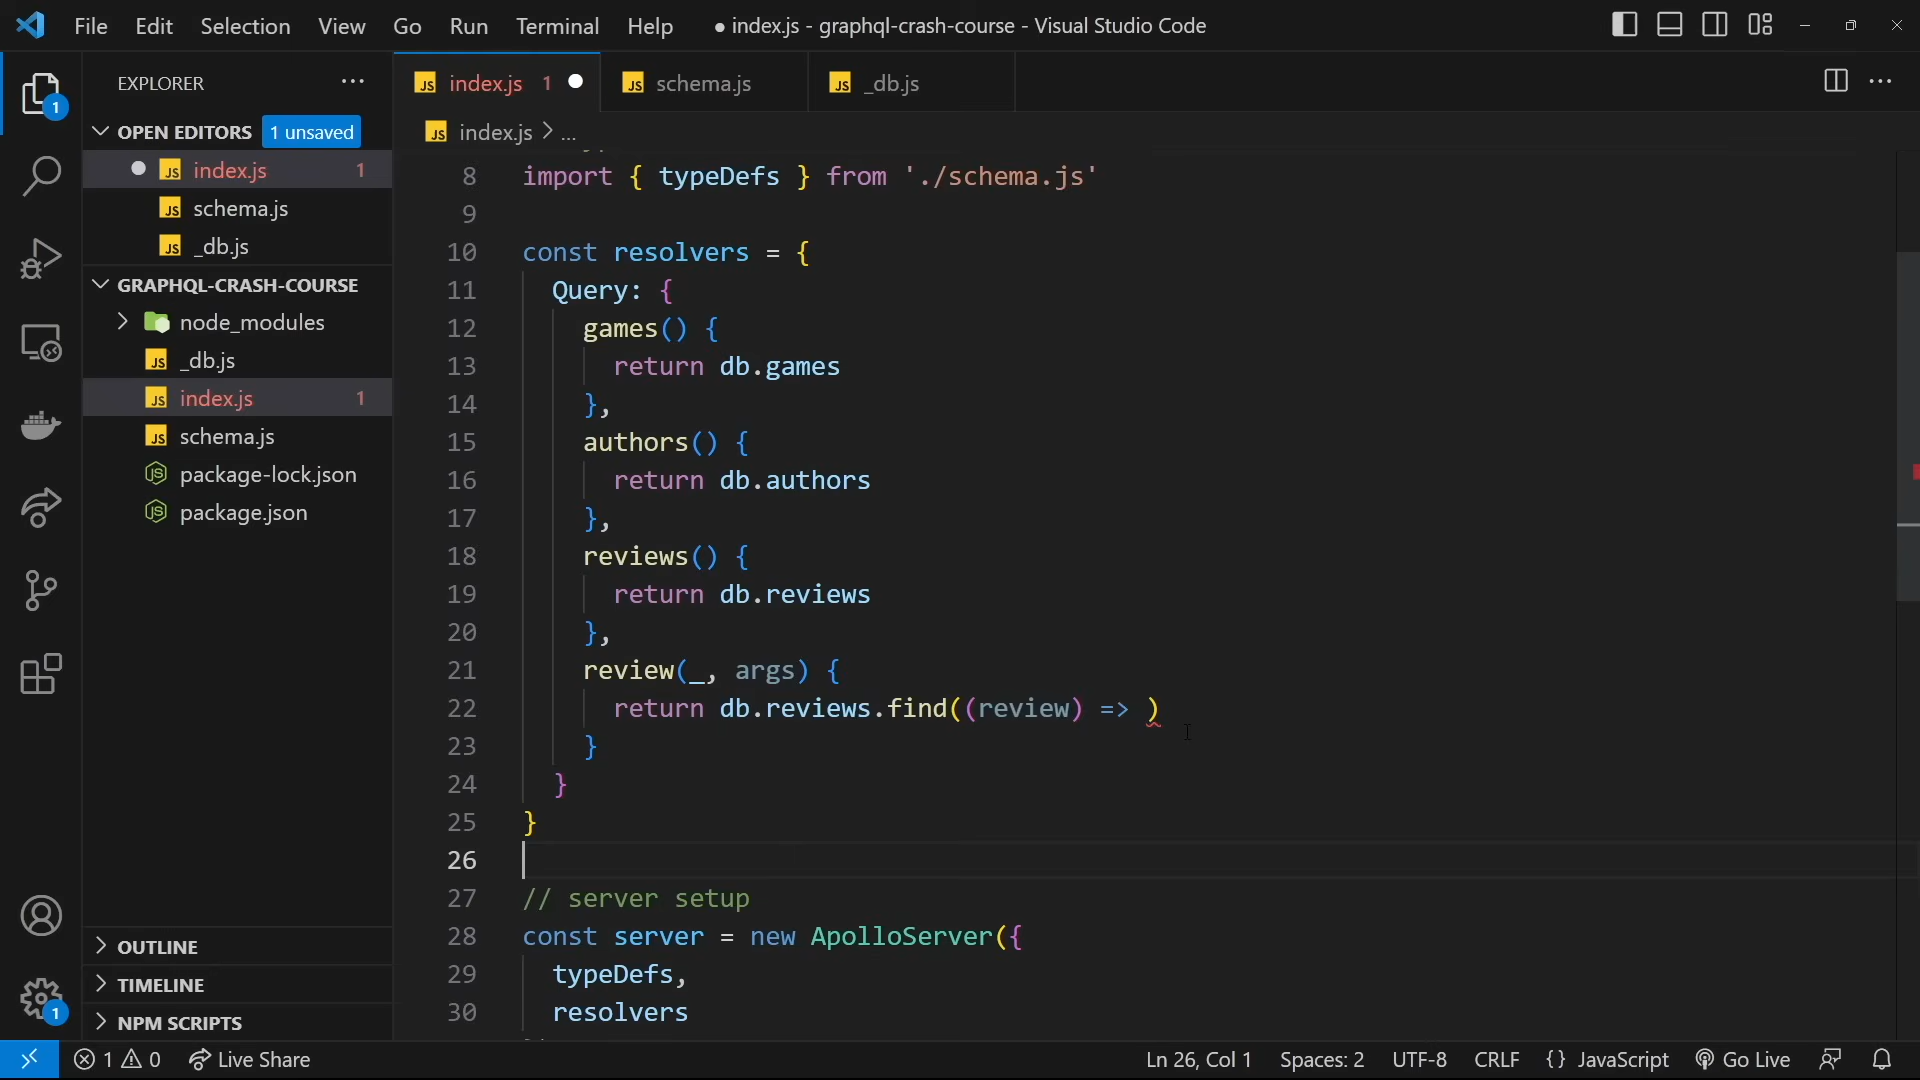 File Edit Selection View Go Run Terminal Help ● index.js - graphql-crash-course - Visual Studio Code
EXPLORER
index.js 1 schema.js _db.js
OPEN EDITORS 1 unsaved
index.js 1
schema.js
_db.js
GRAPHQL-CRASH-COURSE
node_modules
_db.js
index.js 1
schema.js
package-lock.json
package.json
OUTLINE
TIMELINE
NPM SCRIPTS
1
1
index.js > ...
8 import { typeDefs } from './schema.js'
9
10 const resolvers = {
11 Query: {
12 games() {
13 return db.games
14 },
15 authors() {
16 return db.authors
17 },
18 reviews() {
19 return db.reviews
20 },
21 review(_, args) {
22 return db.reviews.find((review) => )
23 }
24 }
25 }
26
27 // server setup
28 const server = new ApolloServer({
29 typeDefs,
30 resolvers
1 0 Live Share Ln 26, Col 1 Spaces: 2 UTF-8 CRLF {} JavaScript Go Live